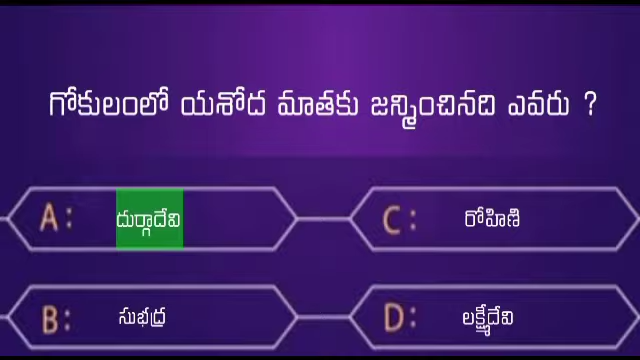 గోకులంలో యశోద మాతకు జన్మించినది ఎవరు ?
A : దుర్గాదేవి
C : రోహిణి
B : సుభద్ర
D : లక్ష్మీదేవి